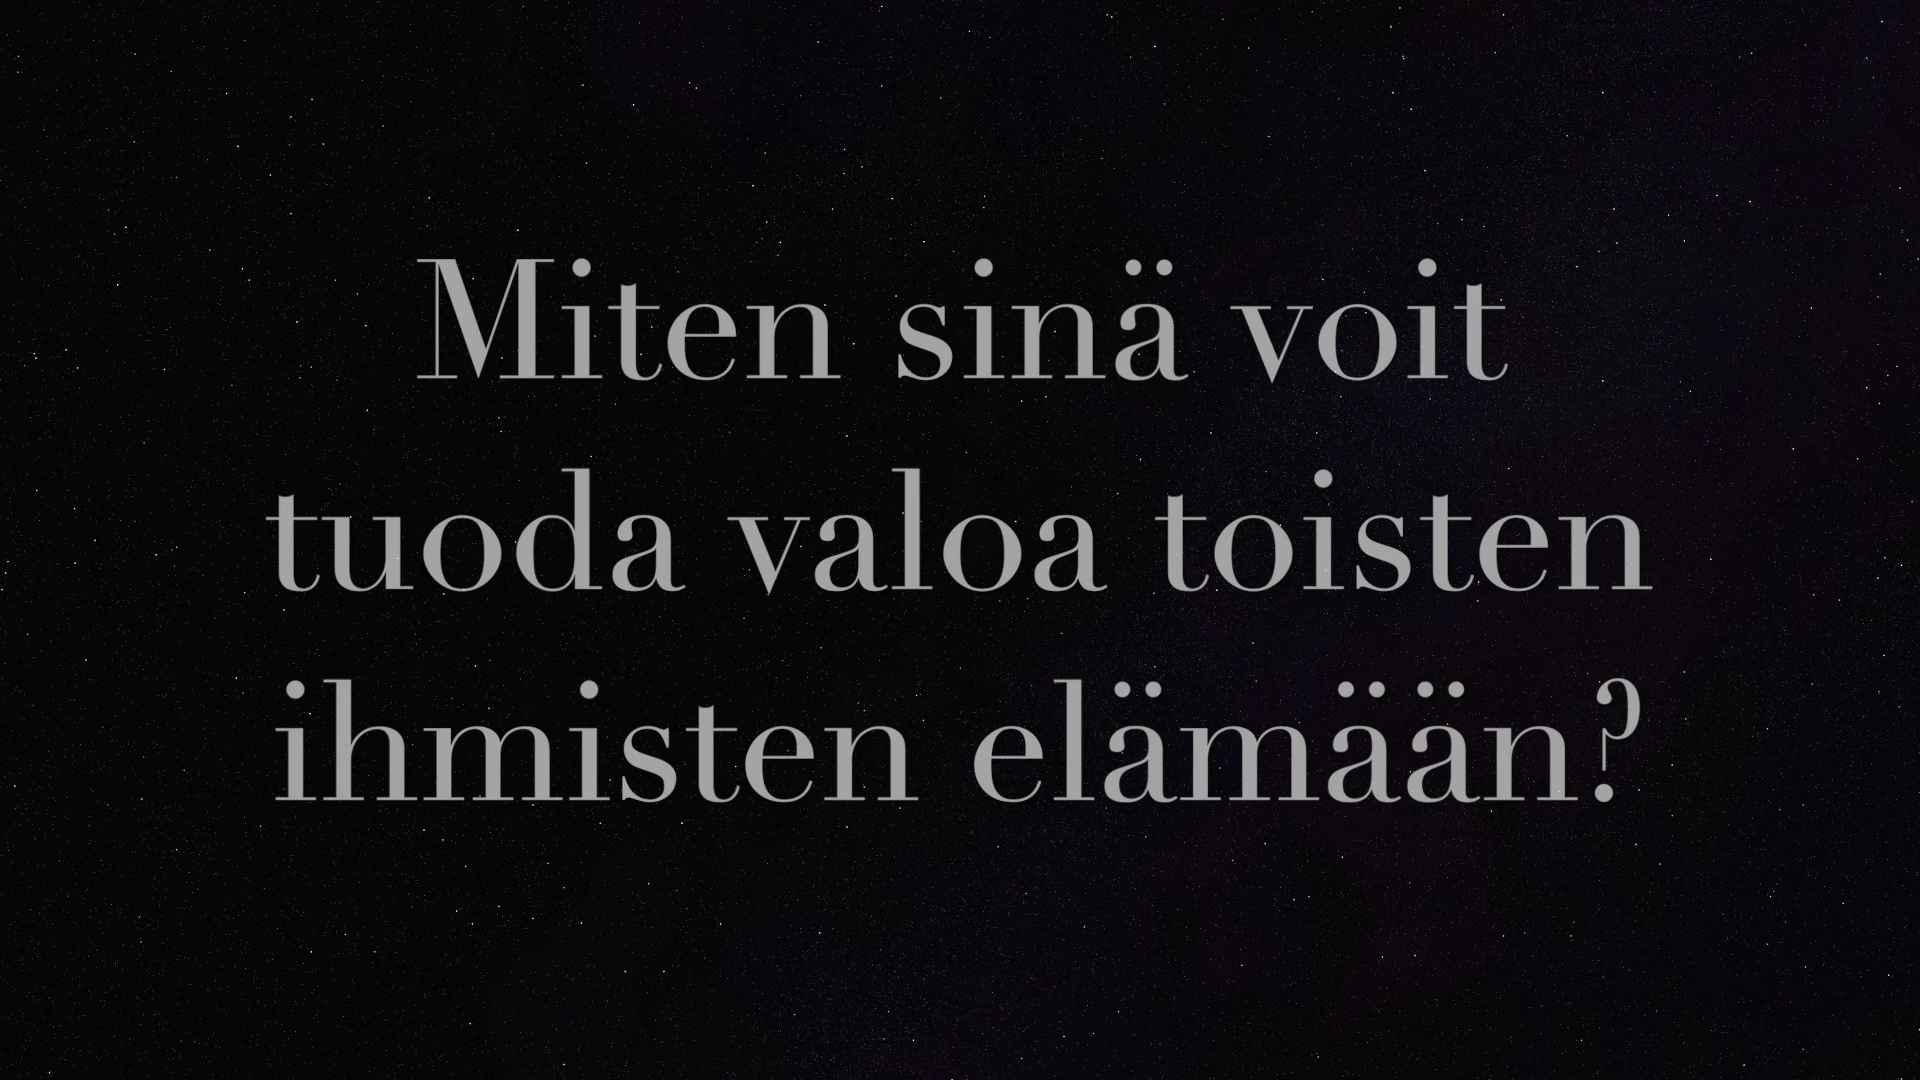 Miten sinä voit
tuoda valoa toisten
ihmisten elämään?